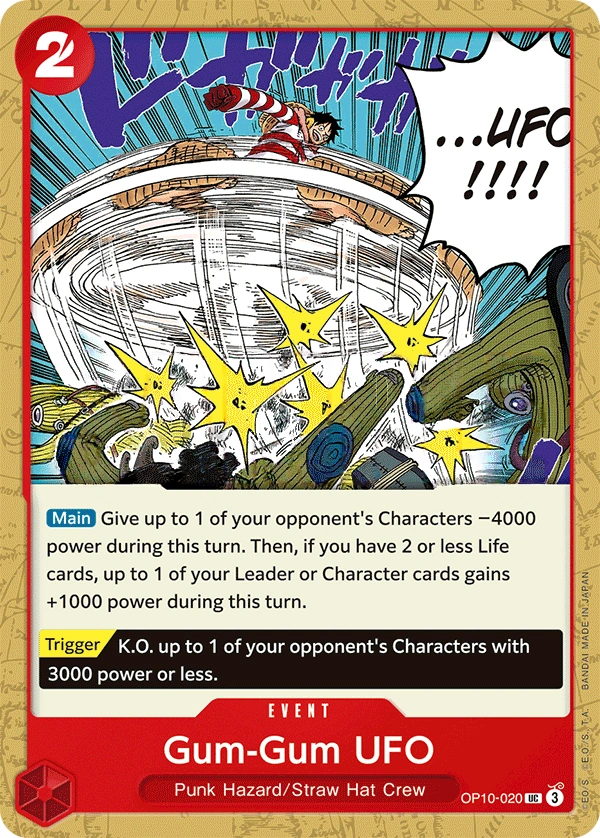 2
...UFO
!!!!
Main Give up to 1 of your opponent's Characters −4000
power during this turn. Then, if you have 2 or less Life
cards, up to 1 of your Leader or Character cards gains
+1000 power during this turn.
Trigger K.O. up to 1 of your opponent's Characters with
3000 power or less.
EVENT
Gum-Gum UFO
Punk Hazard/Straw Hat Crew
OP10-020 UC 3
BANDAI MADE IN JAPAN